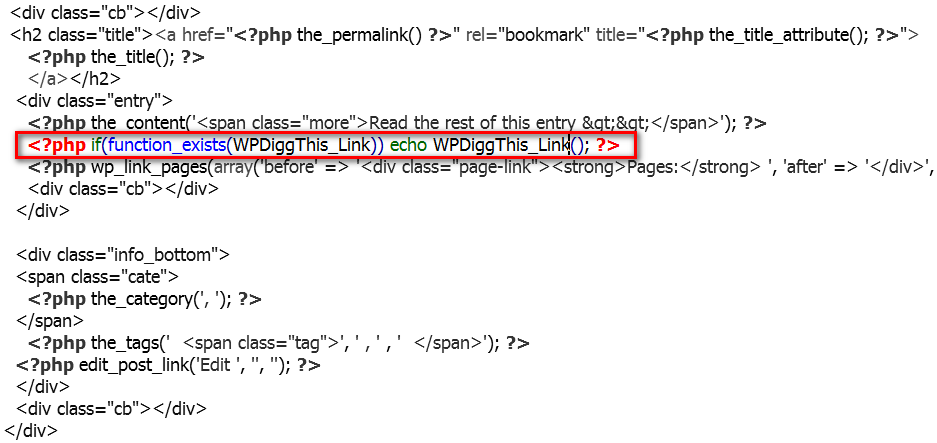 <div class="cb"></div>
<h2 class="title"><a href="<?php the_permalink() ?>" rel="bookmark" title="<?php the_title_attribute(); ?>">
<?php the_title(); ?>
</a></h2>
<div class="entry">
<?php the_content('<span class="more">Read the rest of this entry &gt;&gt;</span>'); ?>
<?php if(function_exists(WPDiggThis_Link)) echo WPDiggThis_Link(); ?>
<?php wp_link_pages(array('before' => '<div class="page-link"><strong>Pages:</strong> ', 'after' => '</div>',
<div class="cb"></div>
</div>
<div class="info_bottom">
<span class="cate">
<?php the_category(', '); ?>
</span>
<?php the_tags('  <span class="tag">', ' , ' , '  </span>'); ?>
<?php edit_post_link('Edit ', '', ''); ?>
</div>
<div class="cb"></div>
</div>